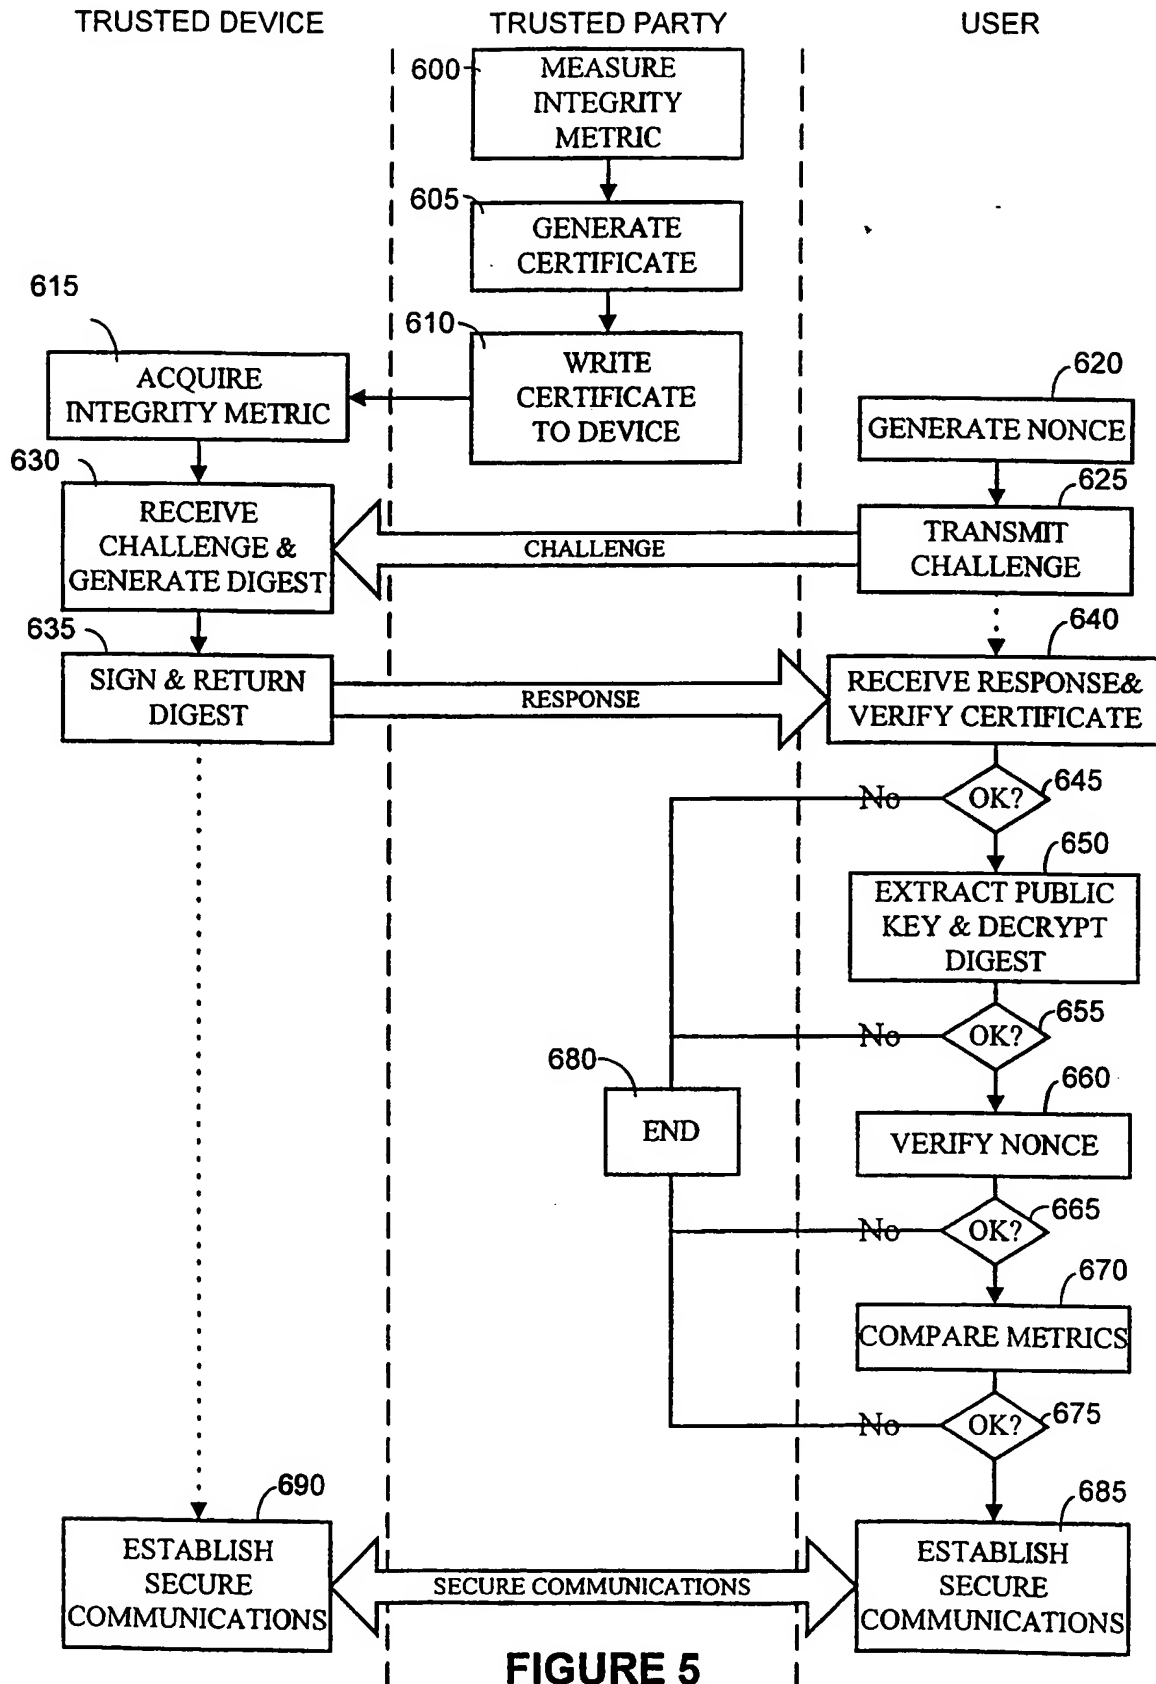 TRUSTED DEVICE
TRUSTED PARTY
USER
600
MEASURE
INTEGRITY
METRIC
605
GENERATE
CERTIFICATE
615
610
ACQUIRE
INTEGRITY METRIC
WRITE
CERTIFICATE
TO DEVICE
620
GENERATE NONCE
630
625
RECEIVE
CHALLENGE &
GENERATE DIGEST
CHALLENGE
TRANSMIT
CHALLENGE
635
640
SIGN & RETURN
DIGEST
RESPONSE
RECEIVE RESPONSE&
VERIFY CERTIFICATE
No
OK?
645
650
EXTRACT PUBLIC
KEY & DECRYPT
DIGEST
No
OK?
655
680
END
660
VERIFY NONCE
No
OK?
665
670
COMPARE METRICS
No
OK?
675
690
685
ESTABLISH
SECURE
COMMUNICATIONS
SECURE COMMUNICATIONS
ESTABLISH
SECURE
COMMUNICATIONS
FIGURE 5